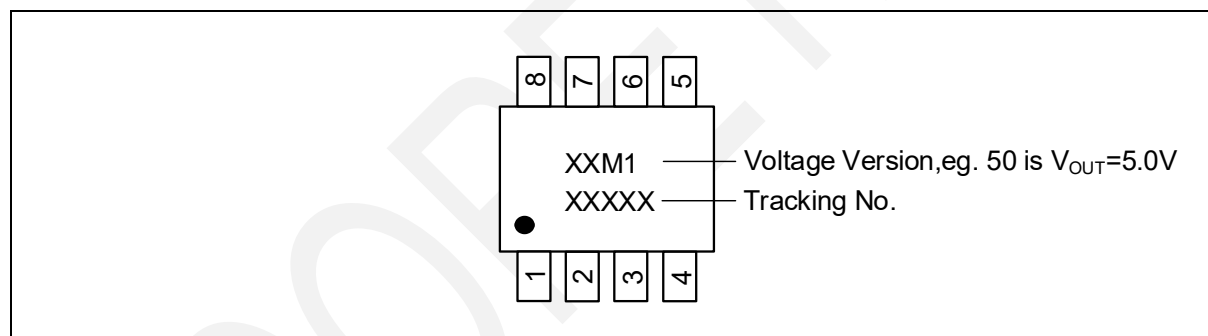 8 7 6 5
XXM1 Voltage Version,eg. 50 is VOUT=5.0V
XXXXX Tracking No.
1 2 3 4